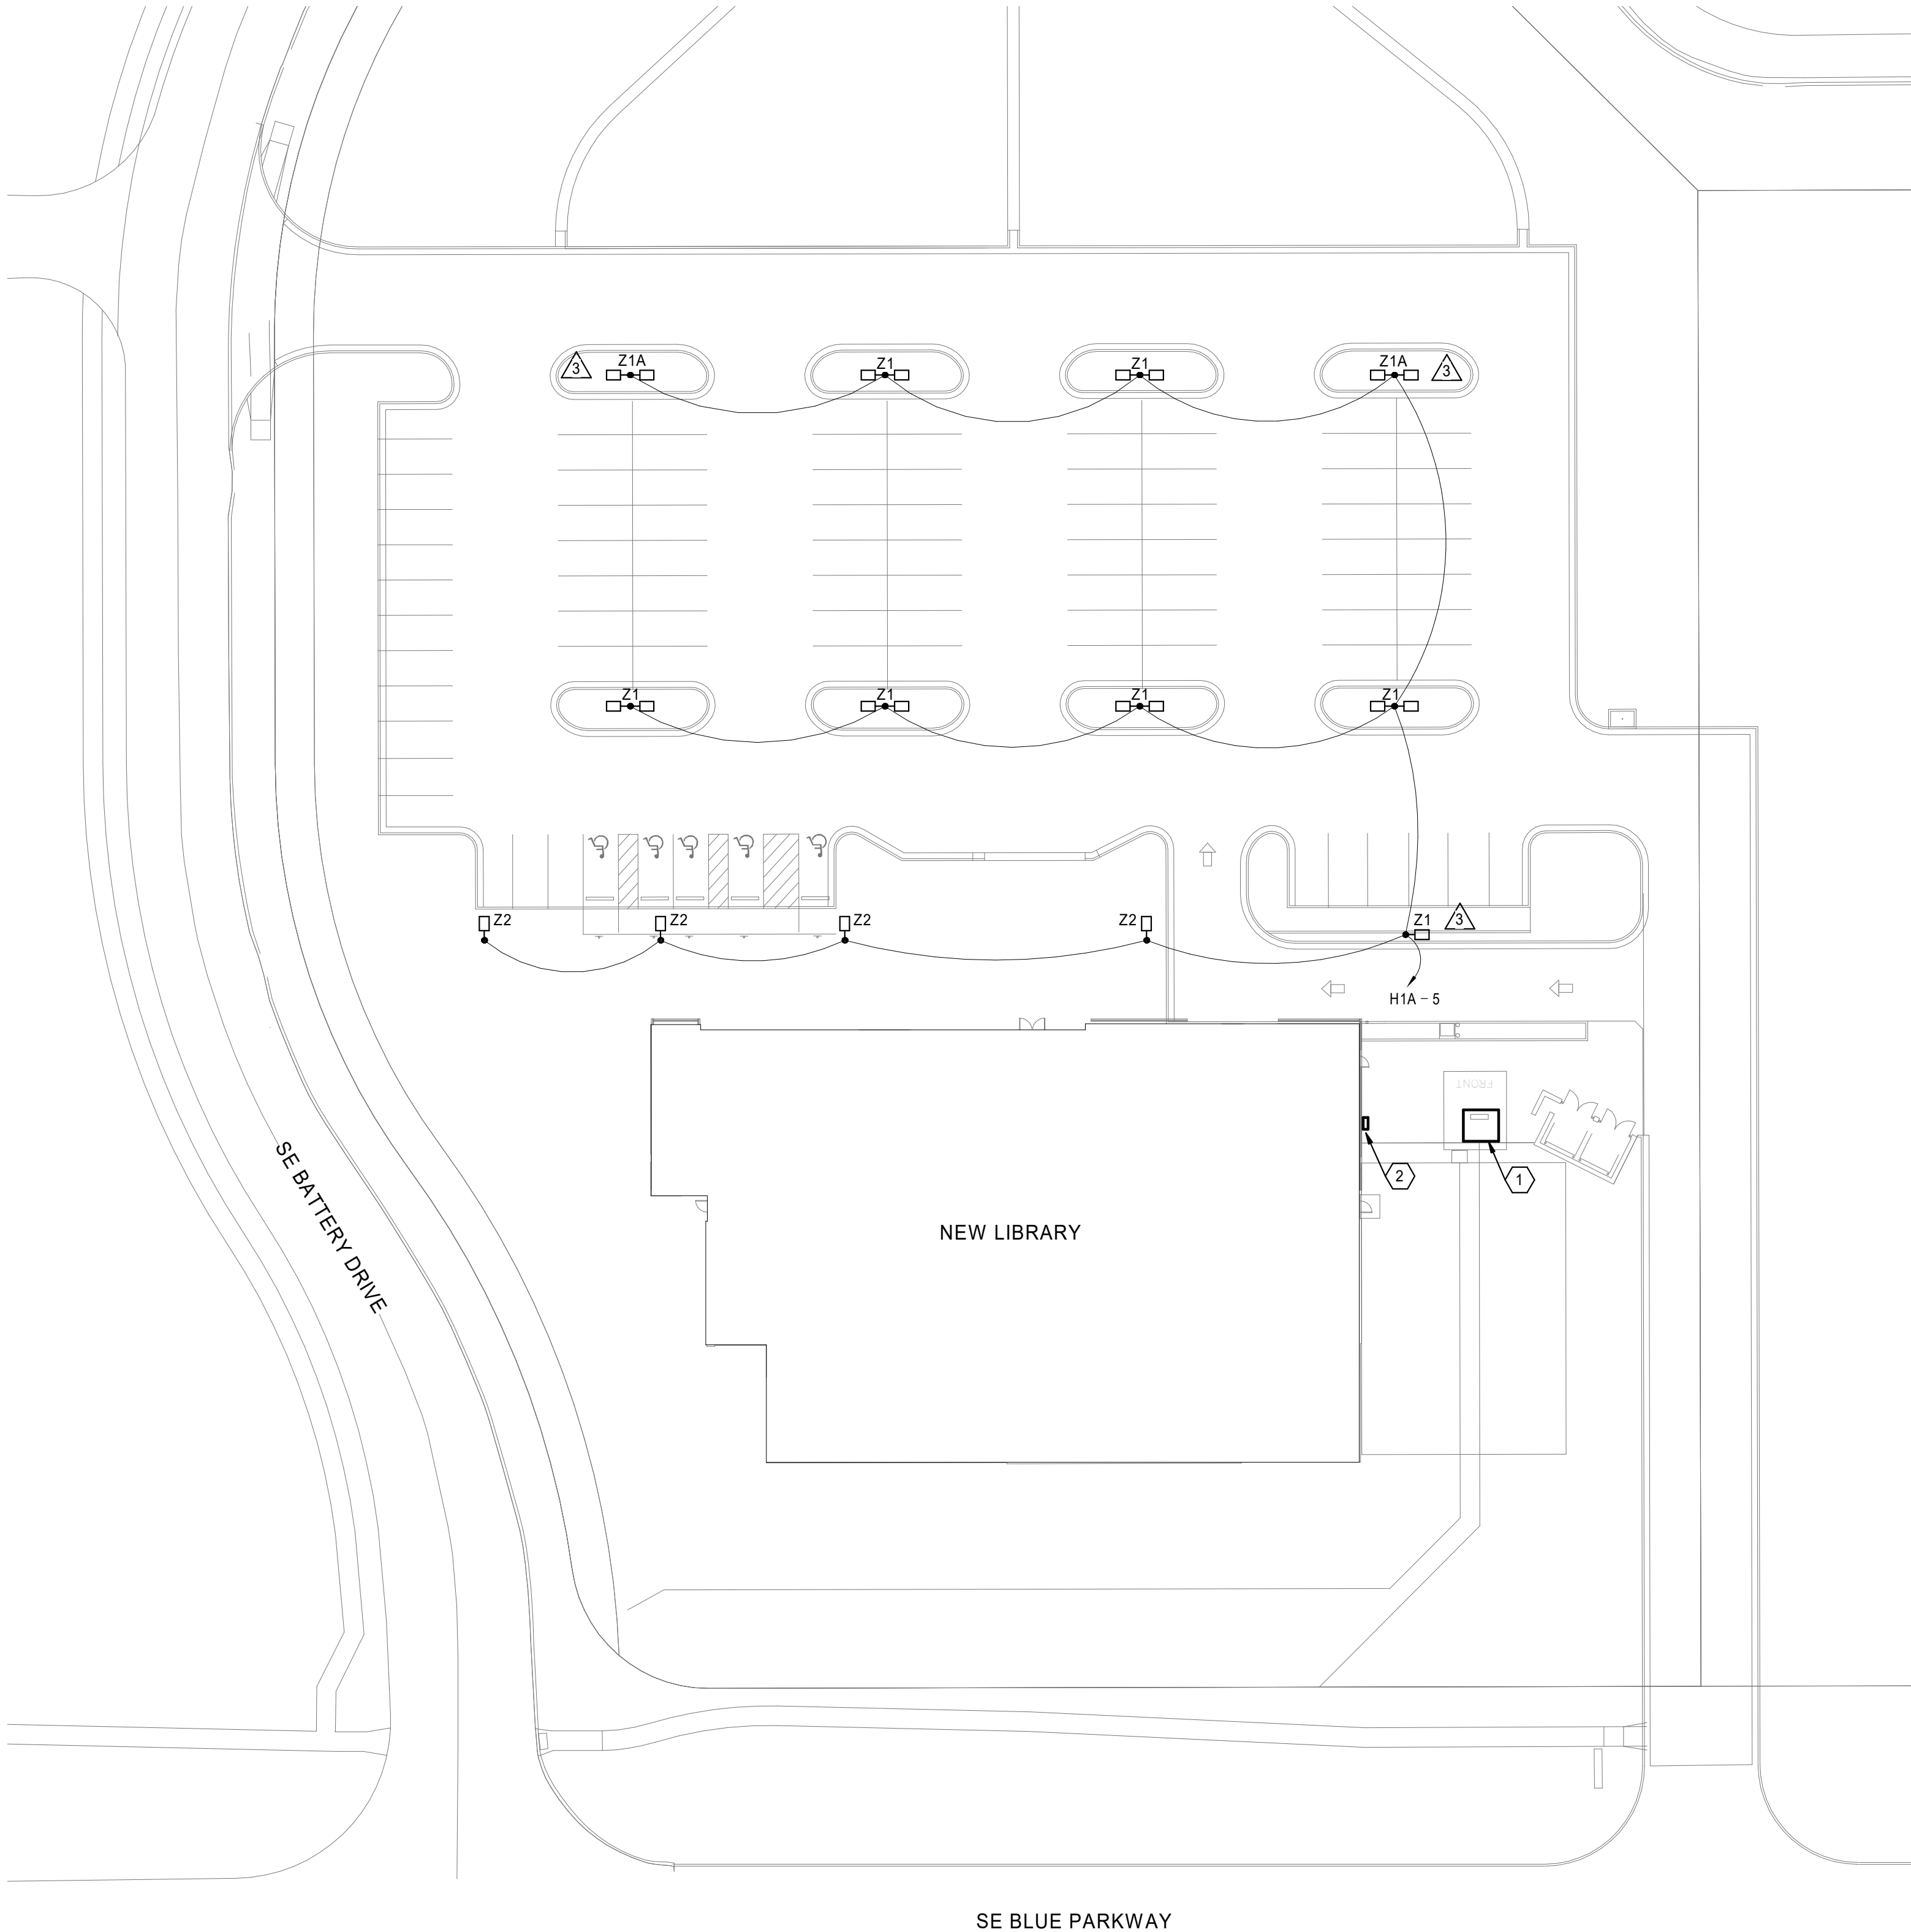 3
Z1A
Z1
Z1
Z1A
3
Z1
Z1
Z1
Z1
Z2
Z2
Z2
Z2
Z1
3
H1A – 5
FRONT
2
1
NEW LIBRARY
SE BATTERY DRIVE
SE BLUE PARKWAY